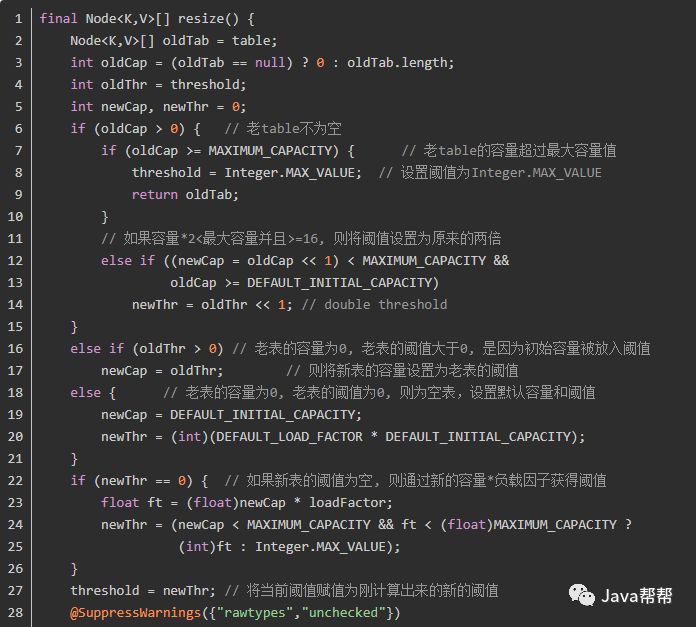 1 final Node<K,V>[] resize() {
2 Node<K,V>[] oldTab = table;
3 int oldCap = (oldTab == null) ? 0 : oldTab.length;
4 int oldThr = threshold;
5 int newCap, newThr = 0;
6 if (oldCap > 0) { // 老table不为空
7 if (oldCap >= MAXIMUM_CAPACITY) { // 老table的容量超过最大容量值
8 threshold = Integer.MAX_VALUE; // 设置阈值为Integer.MAX_VALUE
9 return oldTab;
10 }
11 // 如果容量*2<最大容量并且>=16, 则将阈值设置为原来的两倍
12 else if ((newCap = oldCap << 1) < MAXIMUM_CAPACITY &&
13 oldCap >= DEFAULT_INITIAL_CAPACITY)
14 newThr = oldThr << 1; // double threshold
15 }
16 else if (oldThr > 0) // 老表的容量为0, 老表的阈值大于0, 是因为初始容量被放入阈值
17 newCap = oldThr; // 则将新表的容量设置为老表的阈值
18 else { // 老表的容量为0, 老表的阈值为0, 则为空表，设置默认容量和阈值
19 newCap = DEFAULT_INITIAL_CAPACITY;
20 newThr = (int)(DEFAULT_LOAD_FACTOR * DEFAULT_INITIAL_CAPACITY);
21 }
22 if (newThr == 0) { // 如果新表的阈值为空, 则通过新的容量*负载因子获得阈值
23 float ft = (float)newCap * loadFactor;
24 newThr = (newCap < MAXIMUM_CAPACITY && ft < (float)MAXIMUM_CAPACITY ?
25 (int)ft : Integer.MAX_VALUE);
26 }
27 threshold = newThr; // 将当前阈值赋值为刚计算出来的新的阈值
28 @SuppressWarnings({"rawtypes","unchecked"})
Java帮帮